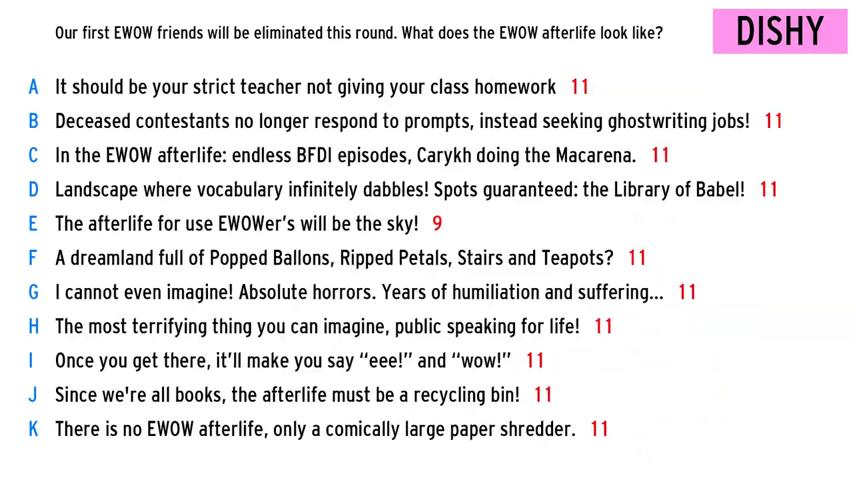 Our first EWOW friends will be eliminated this round. What does the EWOW afterlife look like?
DISHY
A It should be your strict teacher not giving your class homework 11
B Deceased contestants no longer respond to prompts, instead seeking ghostwriting jobs! 11
C In the EWOW afterlife: endless BFDI episodes, Carykh doing the Macarena. 11
D Landscape where vocabulary infinitely dabbles! Spots guaranteed: the Library of Babel! 11
E The afterlife for use EWOWer's will be the sky! 9
F A dreamland full of Popped Ballons, Ripped Petals, Stairs and Teapots? 11
G I cannot even imagine! Absolute horrors. Years of humiliation and suffering... 11
H The most terrifying thing you can imagine, public speaking for life! 11
I Once you get there, it'll make you say “eee!” and “wow!” 11
J Since we're all books, the afterlife must be a recycling bin! 11
K There is no EWOW afterlife, only a comically large paper shredder. 11